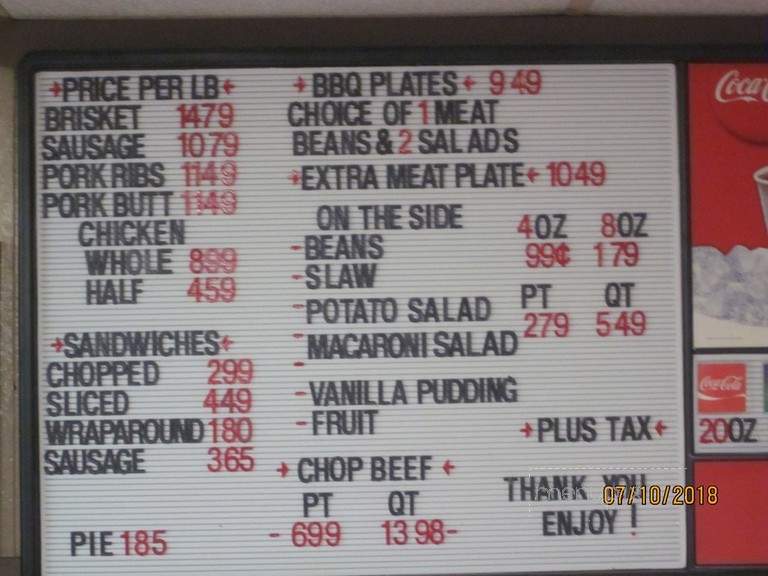 →PRICE PER LB←
BRISKET 1479
SAUSAGE 1079
PORK RIBS 1149
PORK BUTT 1149
CHICKEN
WHOLE 899
HALF 459
→SANDWICHES←
CHOPPED 299
SLICED 449
WRAPAROUND 180
SAUSAGE 365
PIE 185
→BBQ PLATES← 949
CHOICE OF 1 MEAT
BEANS & 2 SALADS
→EXTRA MEAT PLATE← 1049
ON THE SIDE
-BEANS
-SLAW
-POTATO SALAD
-MACARONI SALAD
-
-VANILLA PUDDING
-FRUIT
4OZ 8OZ
99¢ 179
PT QT
279 549
→CHOP BEEF←
PT QT
-699 1398-
→PLUS TAX←
THANK YOU
ENJOY !
Coca
Coca-Cola
20OZ
07/10/2018